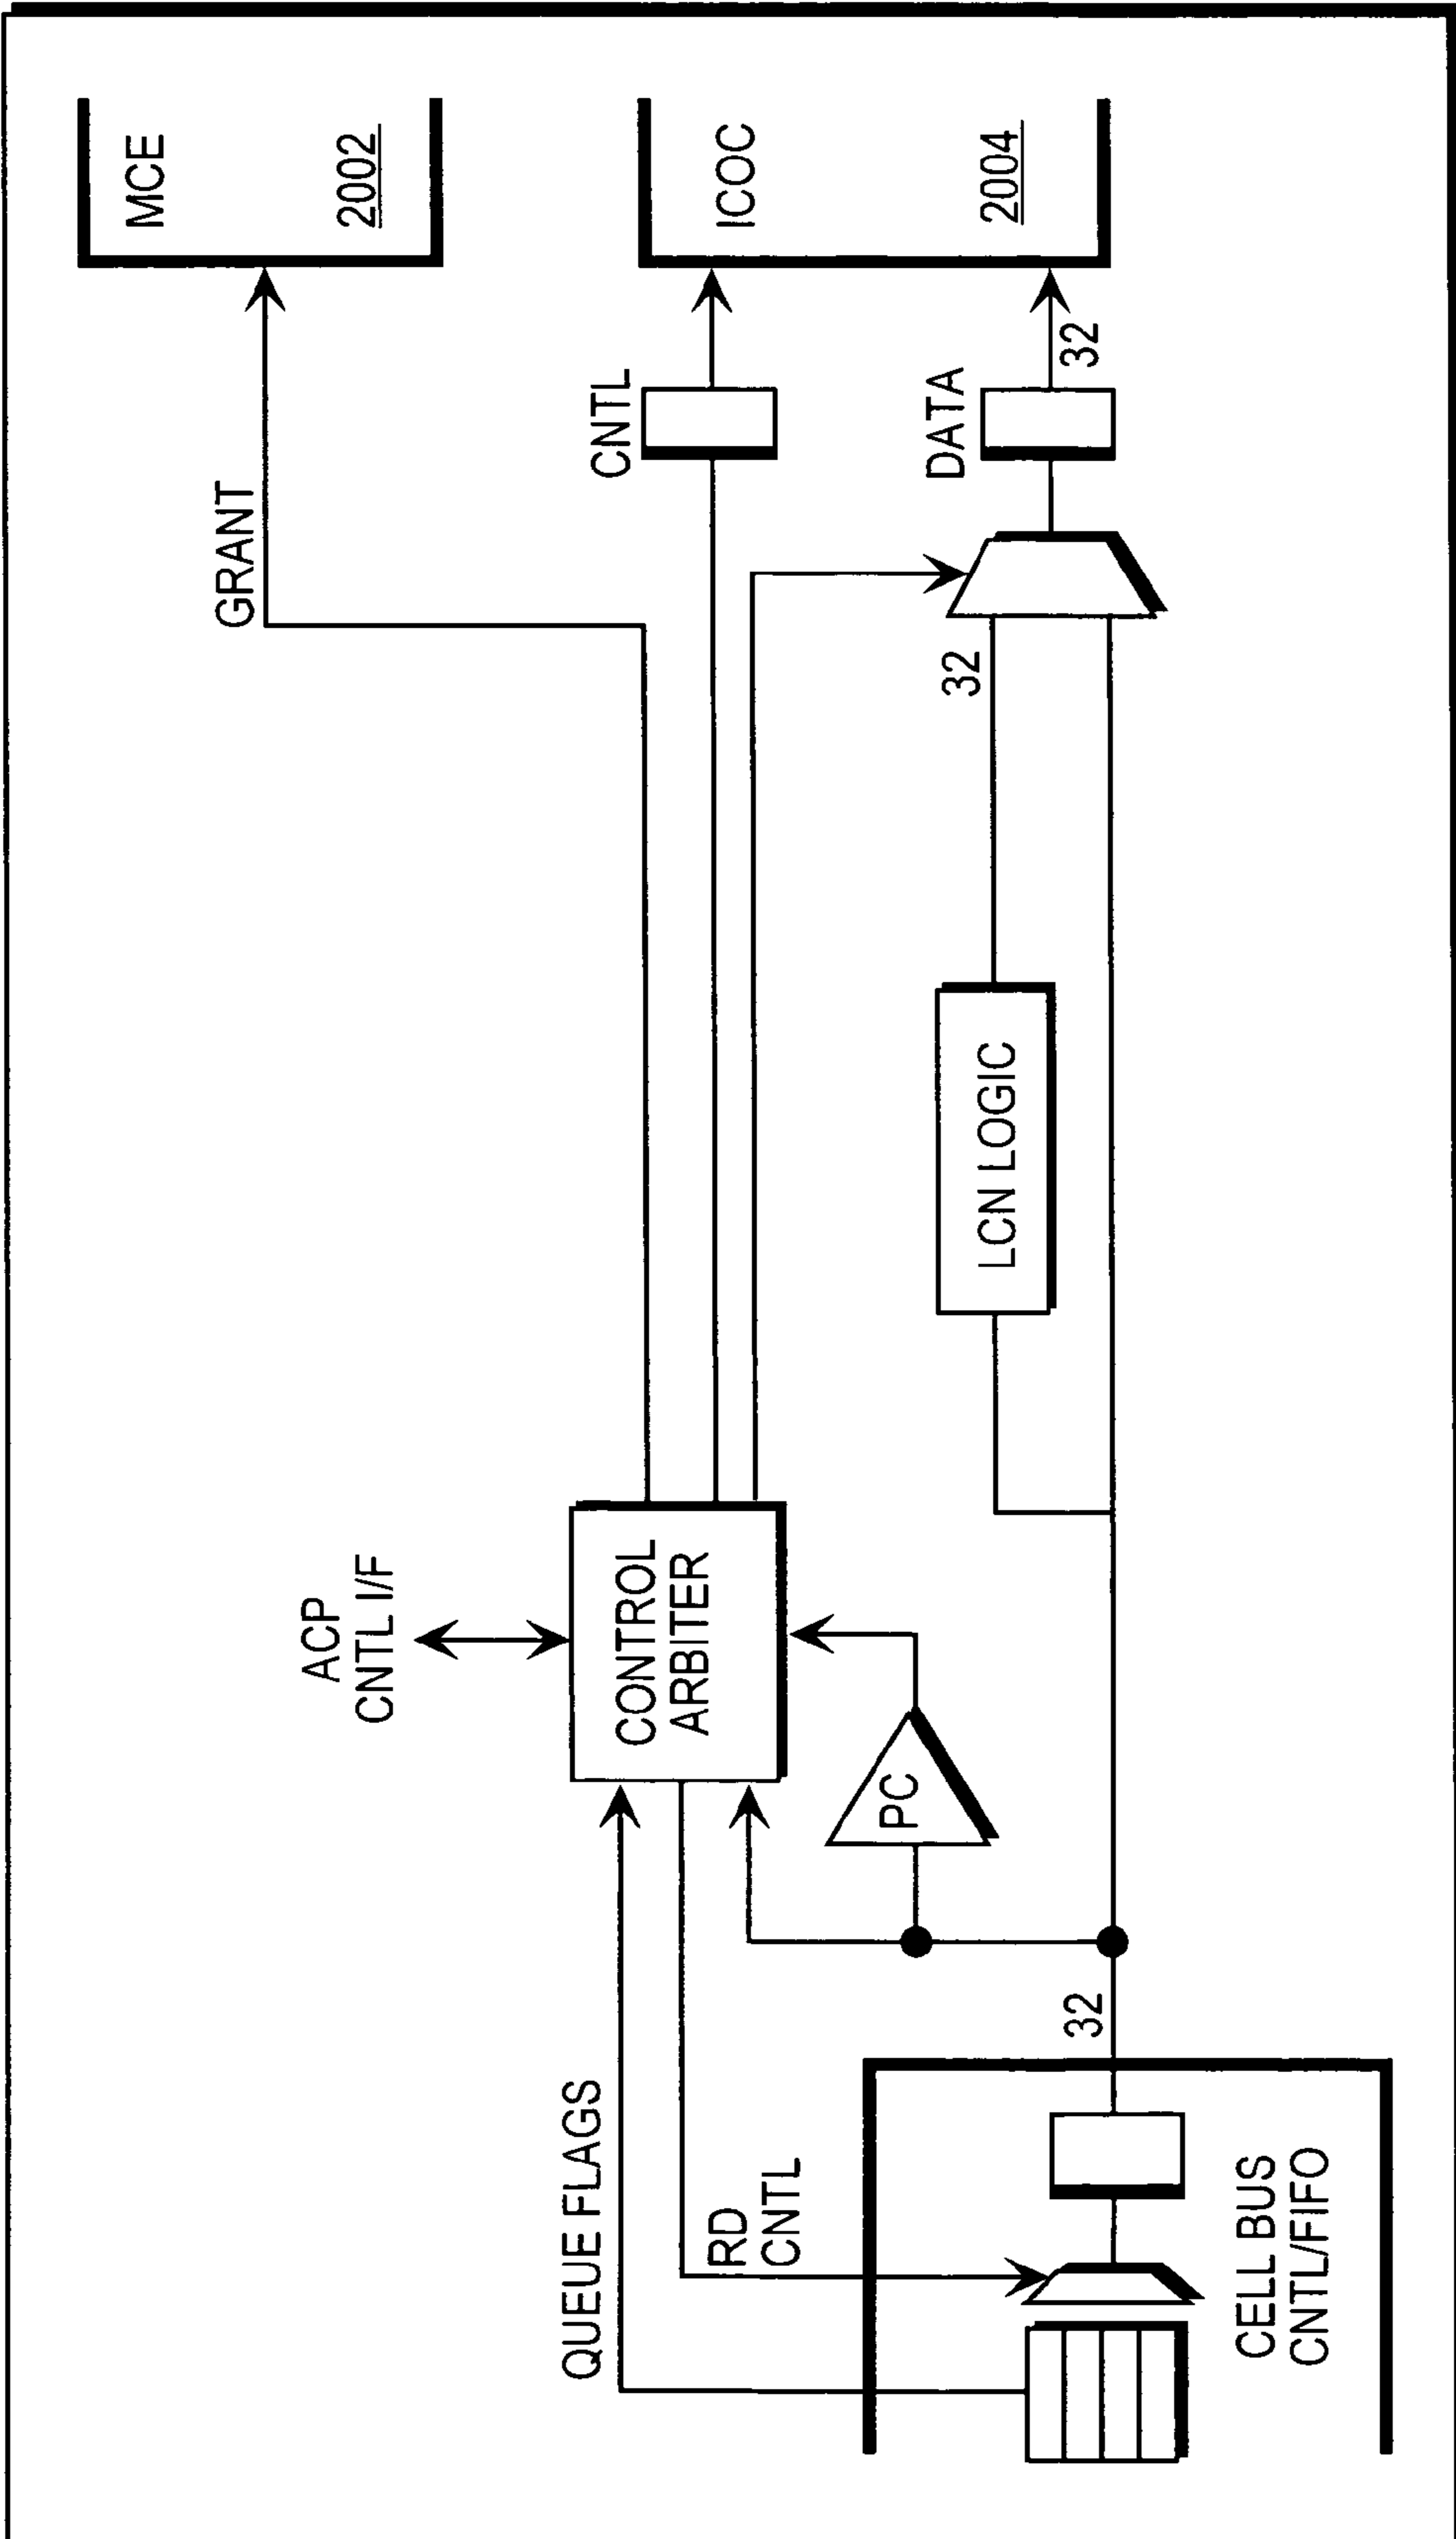 MCE
2002
GRANT
ICOC
2004
CNTL
DATA
32
32
ACP
CNTL I/F
CONTROL
ARBITER
LCN LOGIC
PC
QUEUE FLAGS
RD
CNTL
32
CELL BUS
CNTL/FIFO